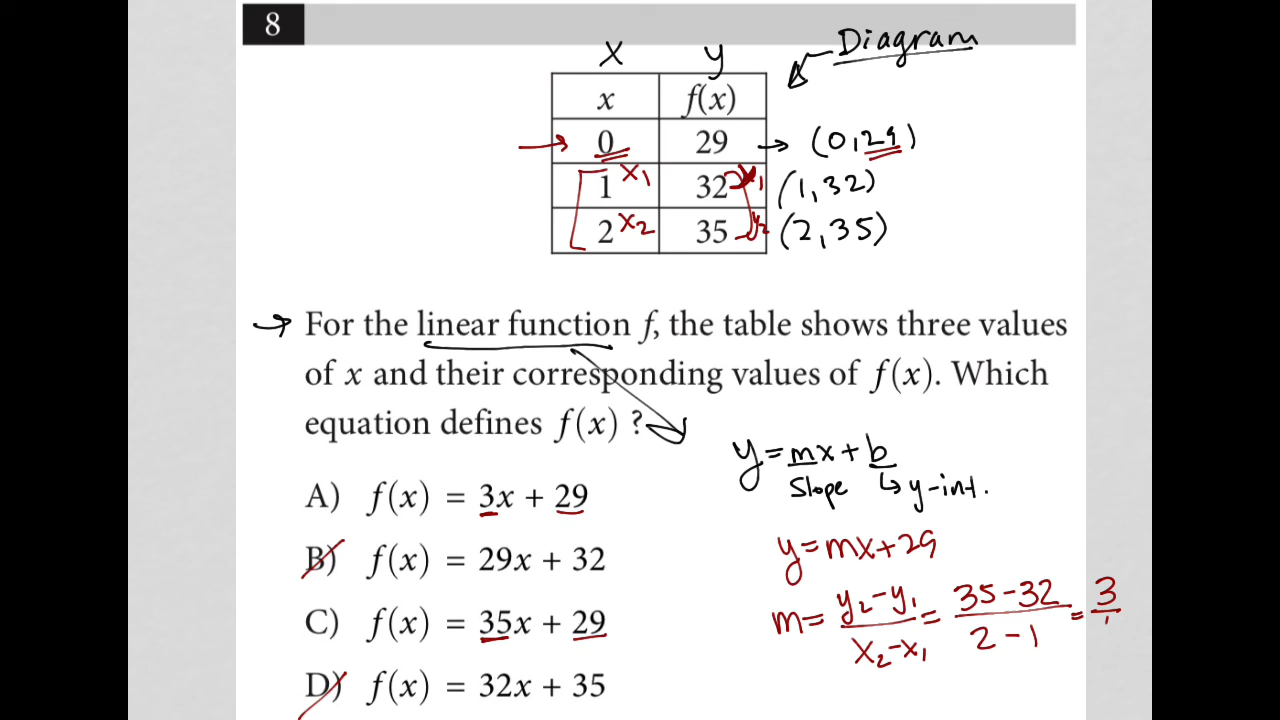 8
Diagram
x y
x f(x)
0 29 → (0,29)
1 x₁ 32 y₁ (1,32)
2 x₂ 35 y₂ (2,35)
For the linear function f, the table shows three values
of x and their corresponding values of f(x). Which
equation defines f(x) ?
y = mx + b
Slope ↳ y-int.
A) f(x) = 3x + 29
y = mx + 29
B) f(x) = 29x + 32
m = y₂ - y₁ / x₂ - x₁ = 35 - 32 / 2 - 1 = 3 / 1
C) f(x) = 35x + 29
D) f(x) = 32x + 35